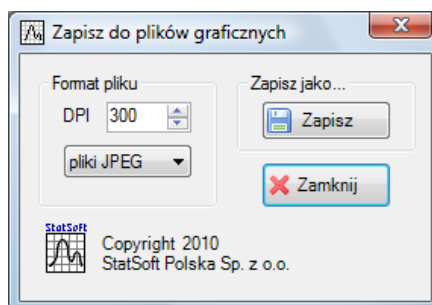 Zapisz do plików graficznych
Format pliku
DPI 300
pliki JPEG
Zapisz jako...
Zapisz
Zamknij
StatSoft
Copyright 2010
StatSoft Polska Sp. z o.o.